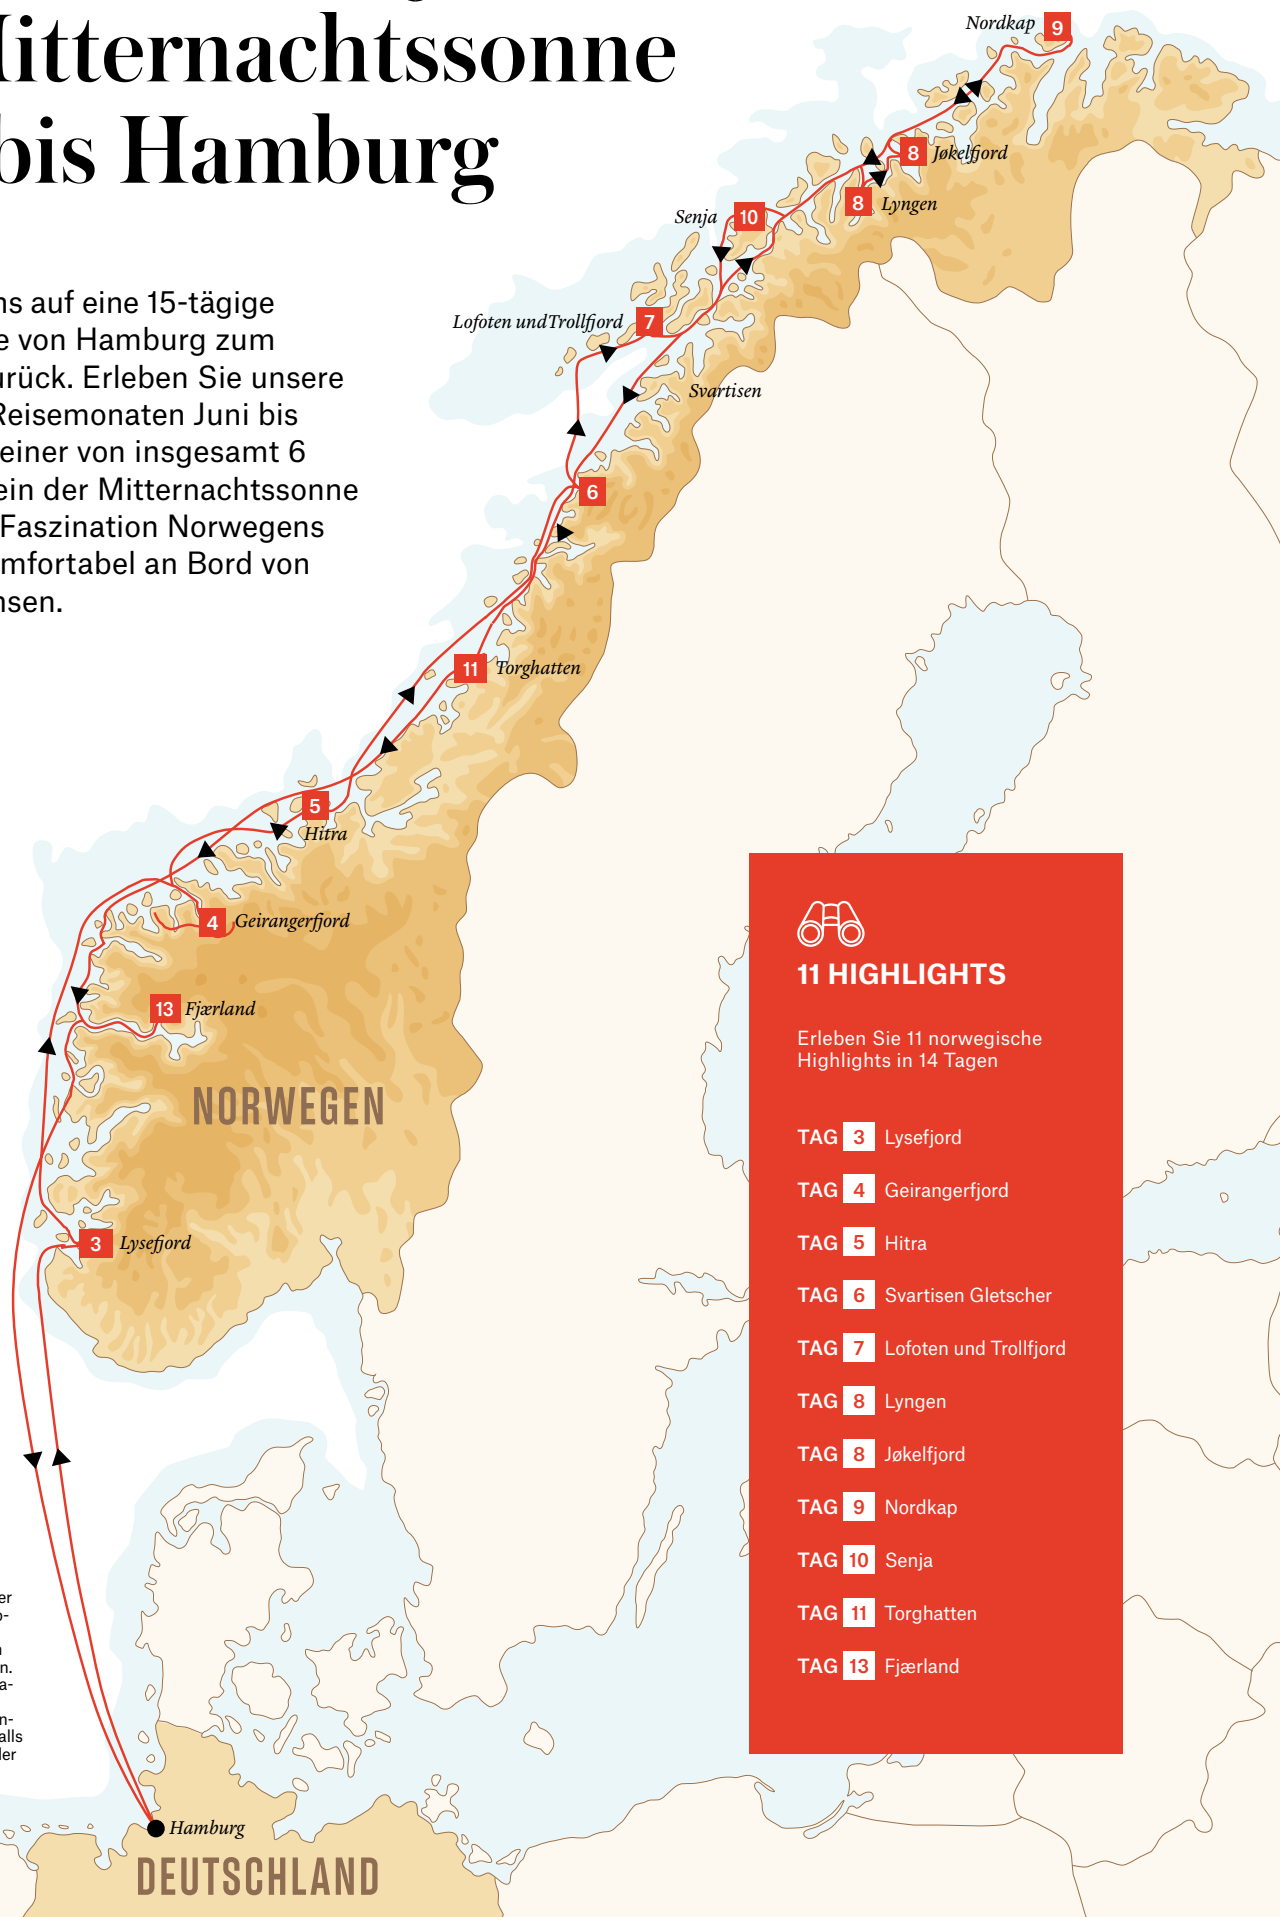 itternachtssonne
bis Hamburg
ns auf eine 15-tägige
e von Hamburg zum
urück. Erleben Sie unsere
Reisemonaten Juni bis
einer von insgesamt 6
ein der Mitternachtssonne
Faszination Norwegens
mfortabel an Bord von
nsen.
Nordkap 9
8 Jøkelfjord
8 Lyngen
Senja 10
Lofoten undTrollfjord 7
Svartisen
6
11 Torghatten
5
Hitra
4 Geirangerfjord
13 Fjærland
NORWEGEN
3 Lysefjord
11 HIGHLIGHTS
Erleben Sie 11 norwegische
Highlights in 14 Tagen
TAG 3 Lysefjord
TAG 4 Geirangerfjord
TAG 5 Hitra
TAG 6 Svartisen Gletscher
TAG 7 Lofoten und Trollfjord
TAG 8 Lyngen
TAG 8 Jøkelfjord
TAG 9 Nordkap
TAG 10 Senja
TAG 11 Torghatten
TAG 13 Fjærland
er
o-
n.
a-
n-
alls
der
Hamburg
DEUTSCHLAND